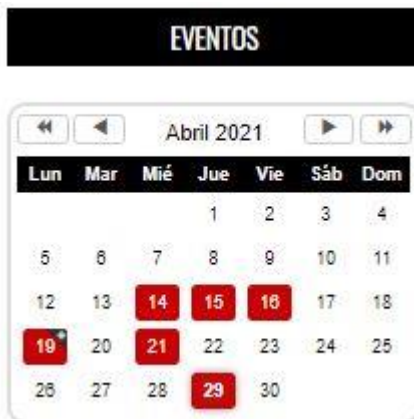 EVENTOS
Abril 2021
Lun Mar Mié Jue Vie Sáb Dom
1 2 3 4
5 6 7 8 9 10 11
12 13 14 15 16 17 18
19 20 21 22 23 24 25
26 27 28 29 30